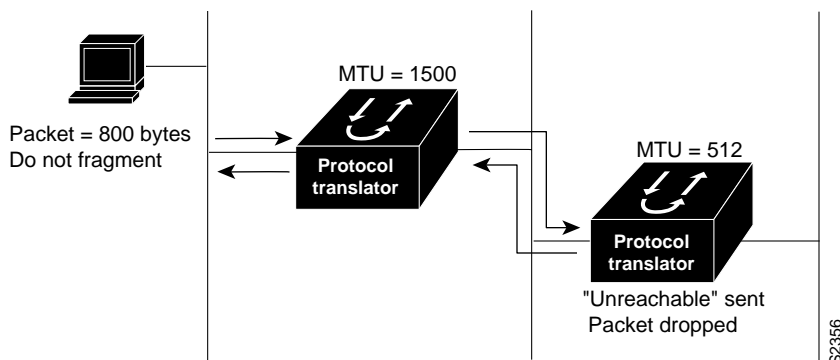 MTU = 1500
Packet = 800 bytes
Do not fragment
Protocol
translator
MTU = 512
Protocol
translator
"Unreachable" sent
Packet dropped